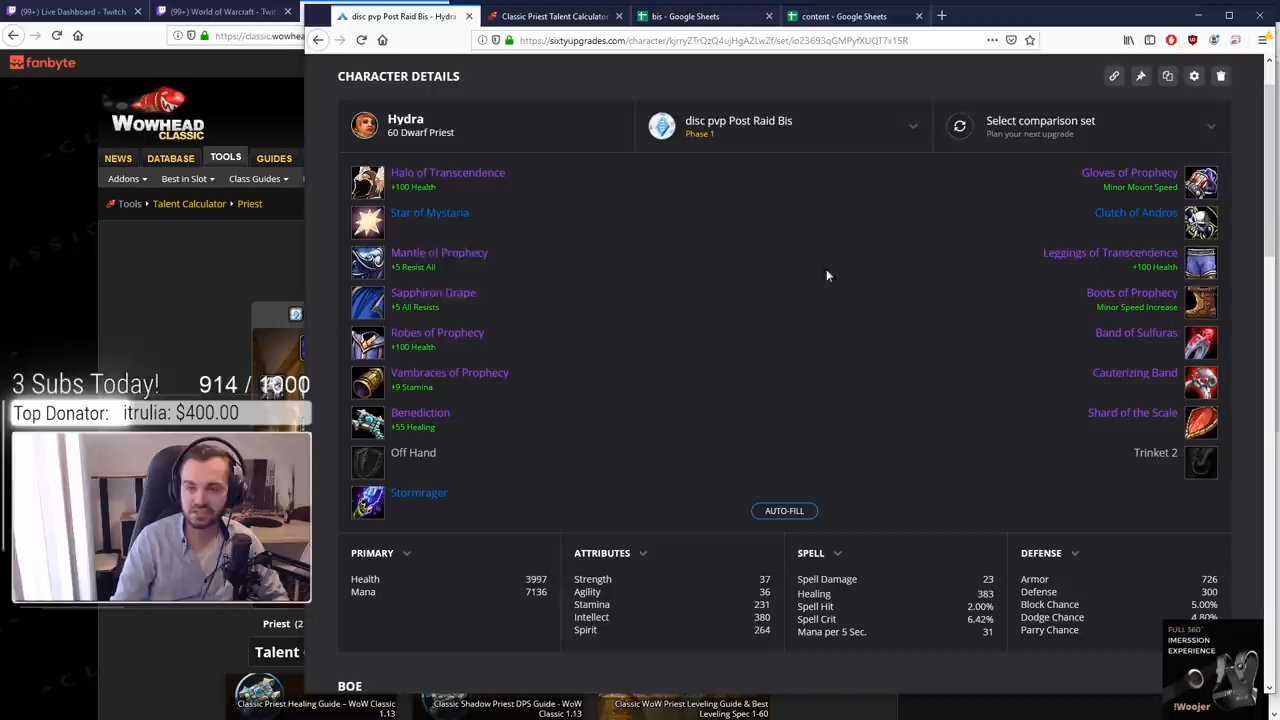 (99+) Live Dashboard - Twitch
(99+) World of Warcraft - Twitch
disc pvp Post Raid Bis - Hydra
Classic Priest Talent Calculator
bis - Google Sheets
content - Google Sheets
https://classic.wowhea
https://sixtyupgrades.com/character/kjrryZTrQzQ4ujHgAZLwZf/set/io23693qGMPyfXUQT7x15R
fanbyte
WOWHEAD
CLASSIC
NEWS
DATABASE
TOOLS
GUIDES
Addons
Best in Slot
Class Guides
Tools
Talent Calculator
Priest
CHARACTER DETAILS
Hydra
60 Dwarf Priest
disc pvp Post Raid Bis
Phase 1
Select comparison set
Plan your next upgrade
Halo of Transcendence
+100 Health
Star of Mystaria
Mantle of Prophecy
+5 Resist All
Sapphiron Drape
+5 All Resists
Robes of Prophecy
+100 Health
Vambraces of Prophecy
+9 Stamina
Benediction
+55 Healing
Off Hand
Stormrager
Gloves of Prophecy
Minor Mount Speed
Clutch of Andros
Leggings of Transcendence
+100 Health
Boots of Prophecy
Minor Speed Increase
Band of Sulfuras
Cauterizing Band
Shard of the Scale
Trinket 2
AUTO-FILL
3 Subs Today!
914 / 1000
Top Donator: itrulia: $400.00
PRIMARY
Health 3997
Mana 7136
ATTRIBUTES
Strength 37
Agility 36
Stamina 231
Intellect 380
Spirit 264
SPELL
Spell Damage 23
Healing 383
Spell Hit 2.00%
Spell Crit 6.42%
Mana per 5 Sec. 31
DEFENSE
Armor 726
Defense 300
Block Chance 5.00%
Dodge Chance 4.80%
Parry Chance
BOE
Priest (2
Talent
Classic Priest Healing Guide – WoW Classic
1.13
Classic Shadow Priest DPS Guide - WoW
Classic 1.13
Classic WoW Priest Leveling Guide & Best
Leveling Spec 1-60
FULL 360°
IMERSSION
EXPERIENCE
!Woojer